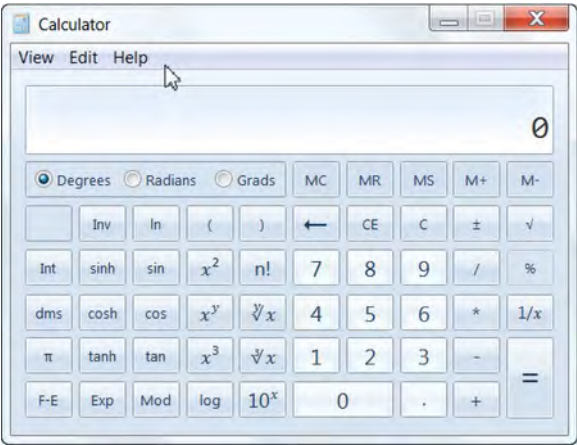 Calculator
View Edit Help
0
Degrees Radians Grads MC MR MS M+ M-
Inv ln ( ) ← CE C ± √
Int sinh sin x² n! 7 8 9 / %
dms cosh cos xʸ ʸ√x 4 5 6 * 1/x
π tanh tan x³ ³√x 1 2 3 - =
F-E Exp Mod log 10ˣ 0 . +